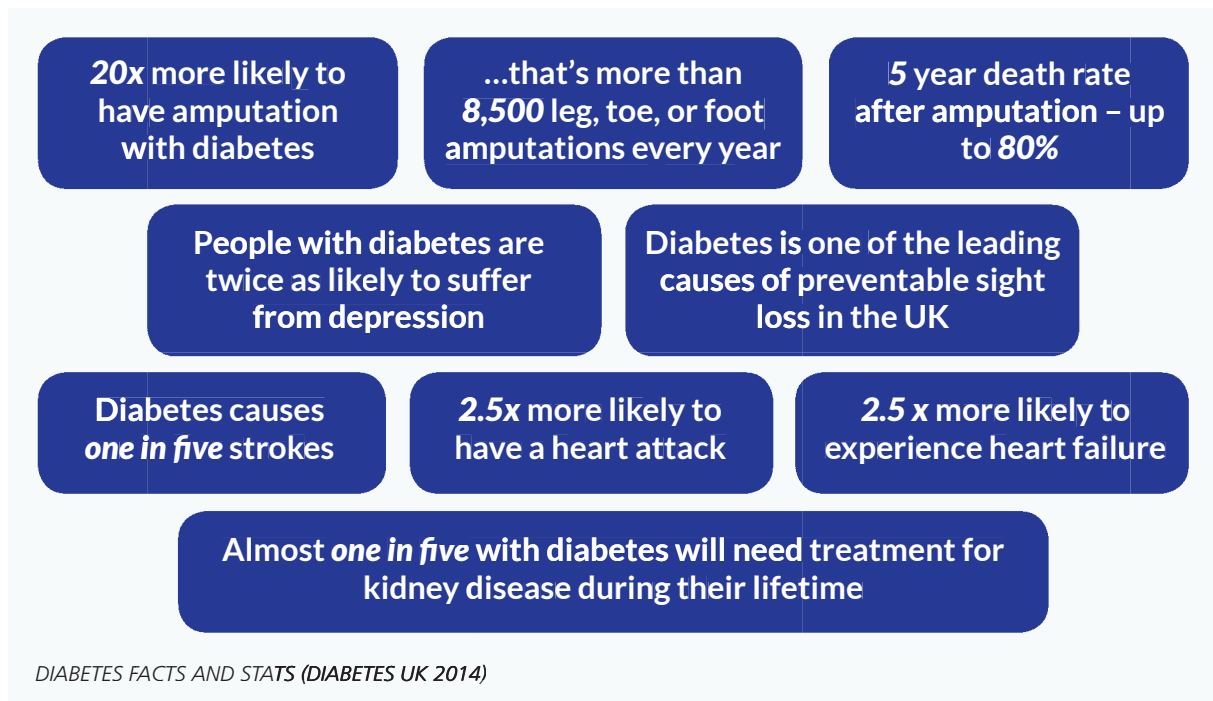 20x more likely to
have amputation
with diabetes
...that's more than
8,500 leg, toe, or foot
amputations every year
5 year death rate
after amputation – up
to 80%
People with diabetes are
twice as likely to suffer
from depression
Diabetes is one of the leading
causes of preventable sight
loss in the UK
Diabetes causes
one in five strokes
2.5x more likely to
have a heart attack
2.5 x more likely to
experience heart failure
Almost one in five with diabetes will need treatment for
kidney disease during their lifetime
DIABETES FACTS AND STATS (DIABETES UK 2014)